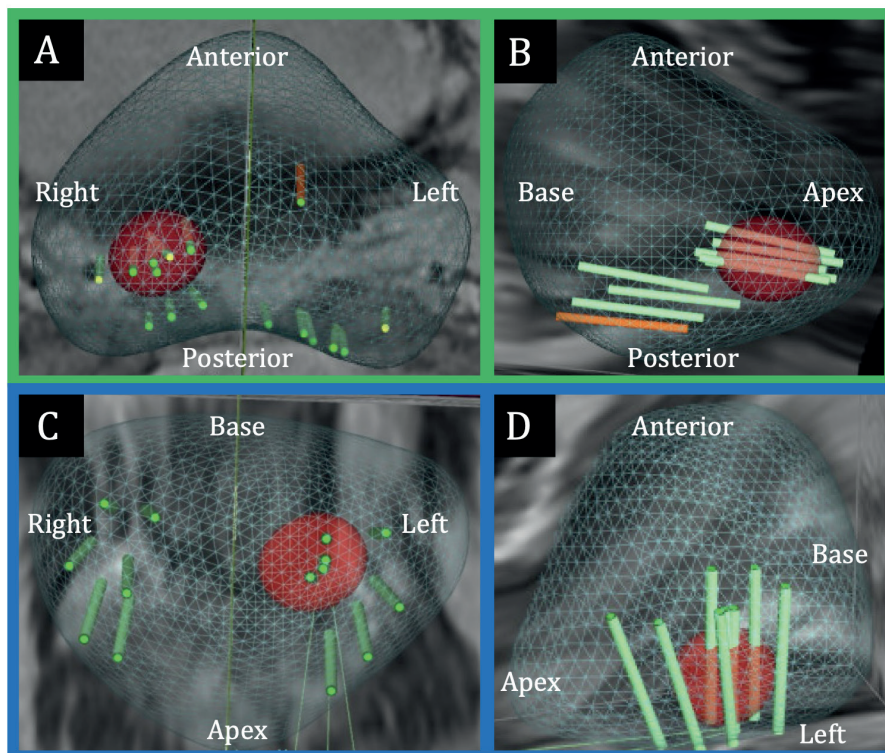 A
Anterior
Right
Left
Posterior
B
Anterior
Base
Apex
Posterior
C
Base
Right
Left
Apex
D
Anterior
Base
Apex
Left